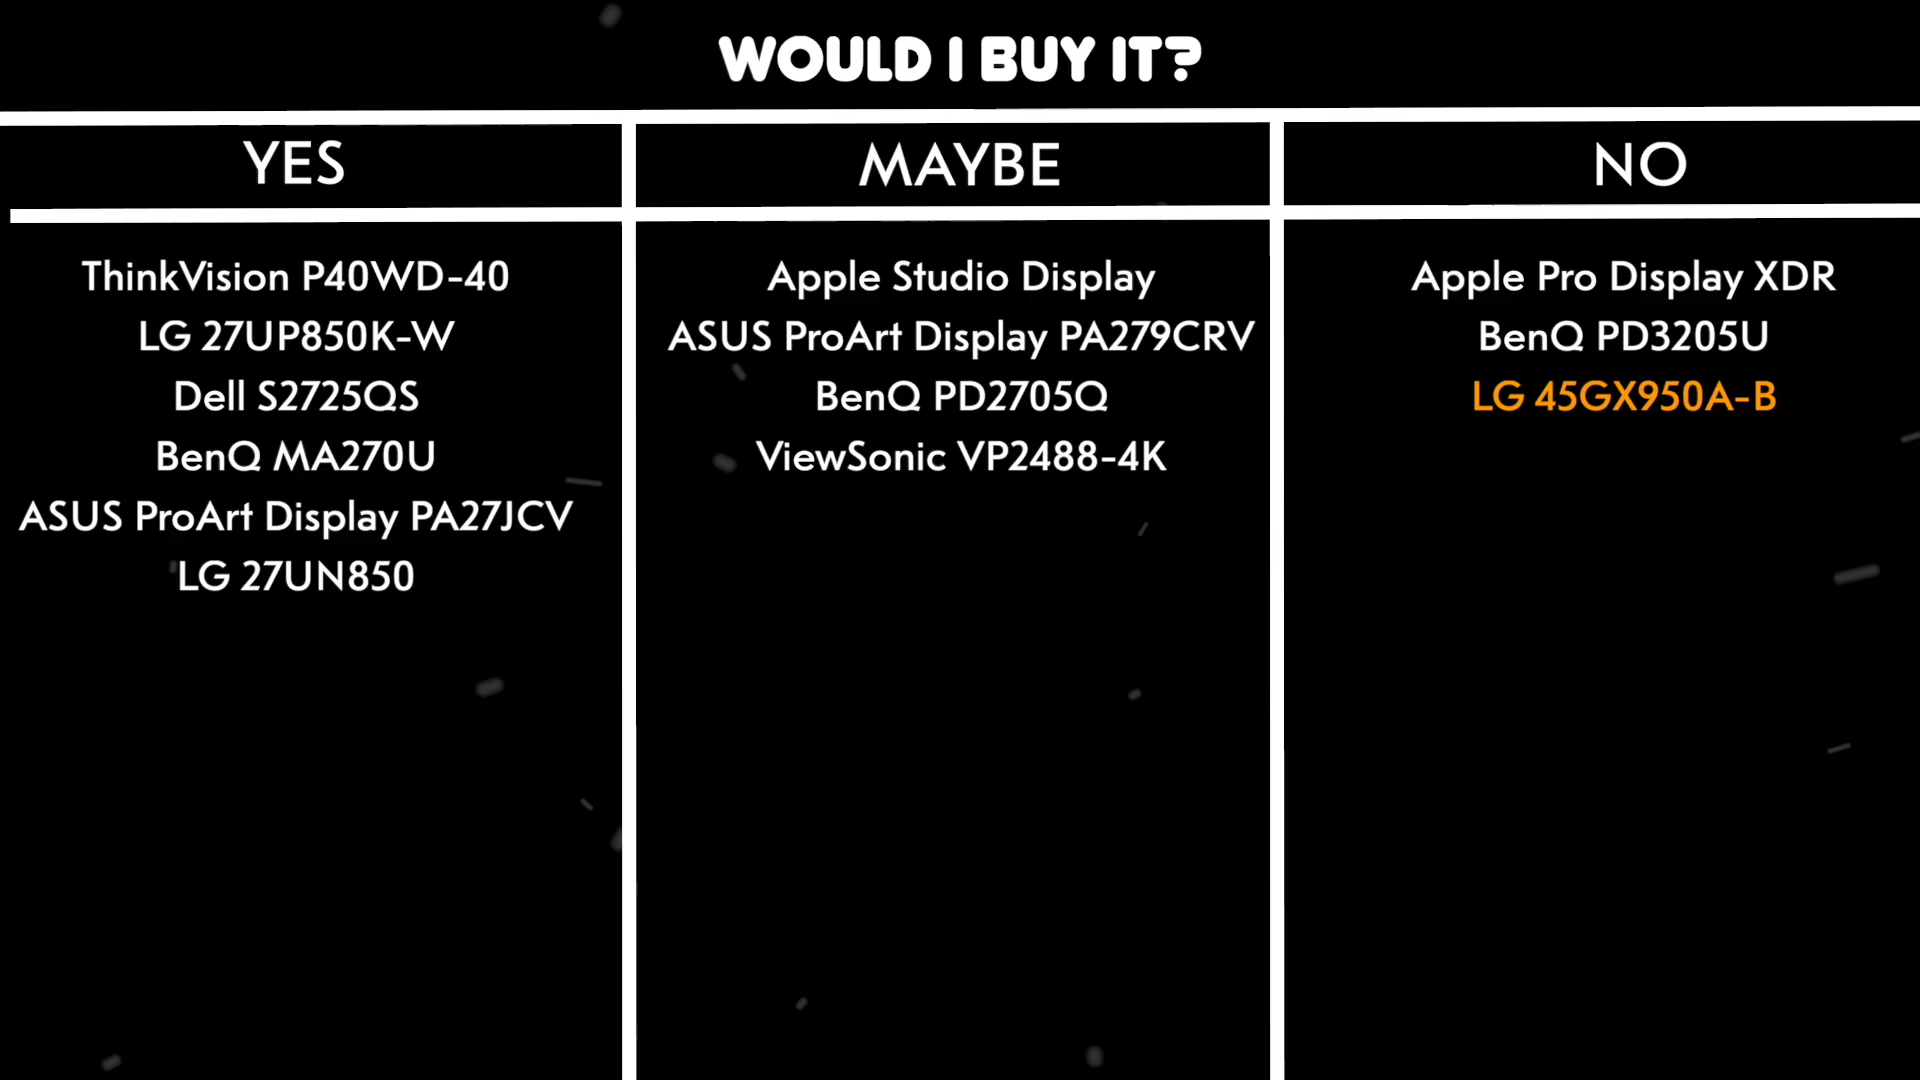 WOULD I BUY IT?
YES
ThinkVision P40WD-40
LG 27UP850K-W
Dell S2725QS
BenQ MA270U
ASUS ProArt Display PA27JCV
LG 27UN850
MAYBE
Apple Studio Display
ASUS ProArt Display PA279CRV
BenQ PD2705Q
ViewSonic VP2488-4K
NO
Apple Pro Display XDR
BenQ PD3205U
LG 45GX950A-B